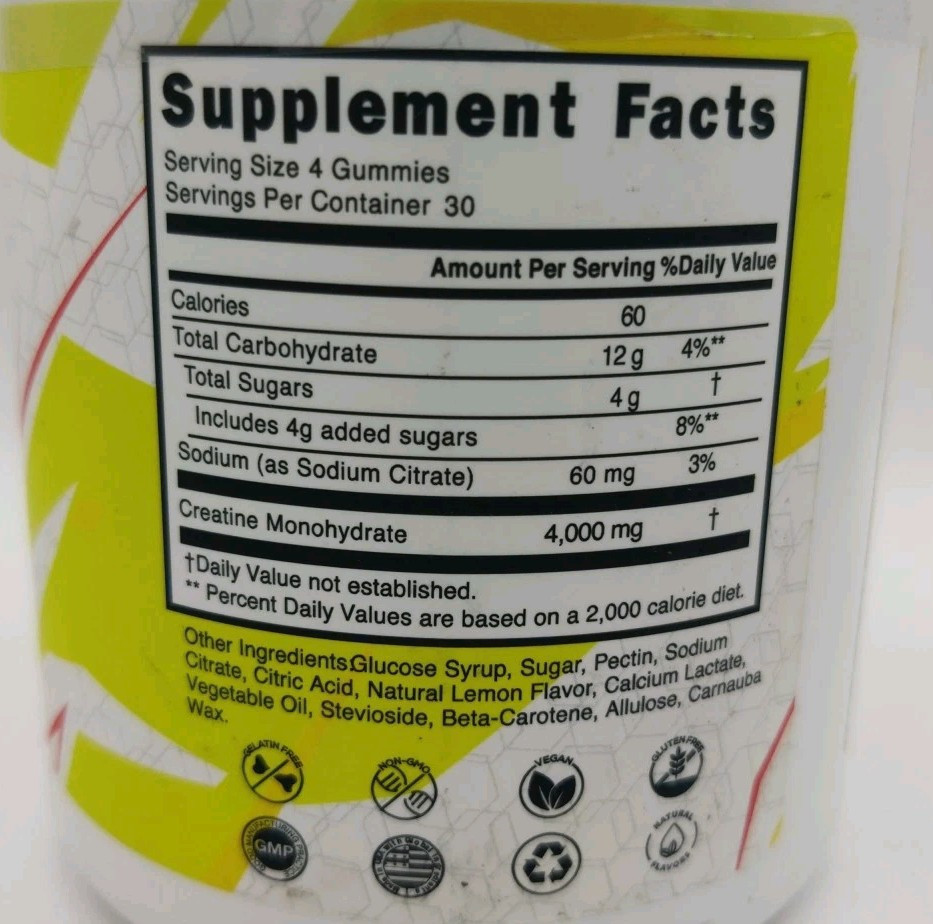 Supplement Facts
Serving Size 4 Gummies
Servings Per Container 30
Amount Per Serving %Daily Value
Calories 60
Total Carbohydrate 12 g 4%**
Total Sugars 4 g †
Includes 4g added sugars 8%**
Sodium (as Sodium Citrate) 60 mg 3%
Creatine Monohydrate 4,000 mg †
†Daily Value not established.
** Percent Daily Values are based on a 2,000 calorie diet.
Other Ingredients:Glucose Syrup, Sugar, Pectin, Sodium
Citrate, Citric Acid, Natural Lemon Flavor, Calcium Lactate,
Vegetable Oil, Stevioside, Beta-Carotene, Allulose, Carnauba
Wax.
GELATIN FREE
NON-GMO
VEGAN
GLUTEN FREE
MANUFACTURING PRACTICE
GMP
NATURAL
FLAVORS